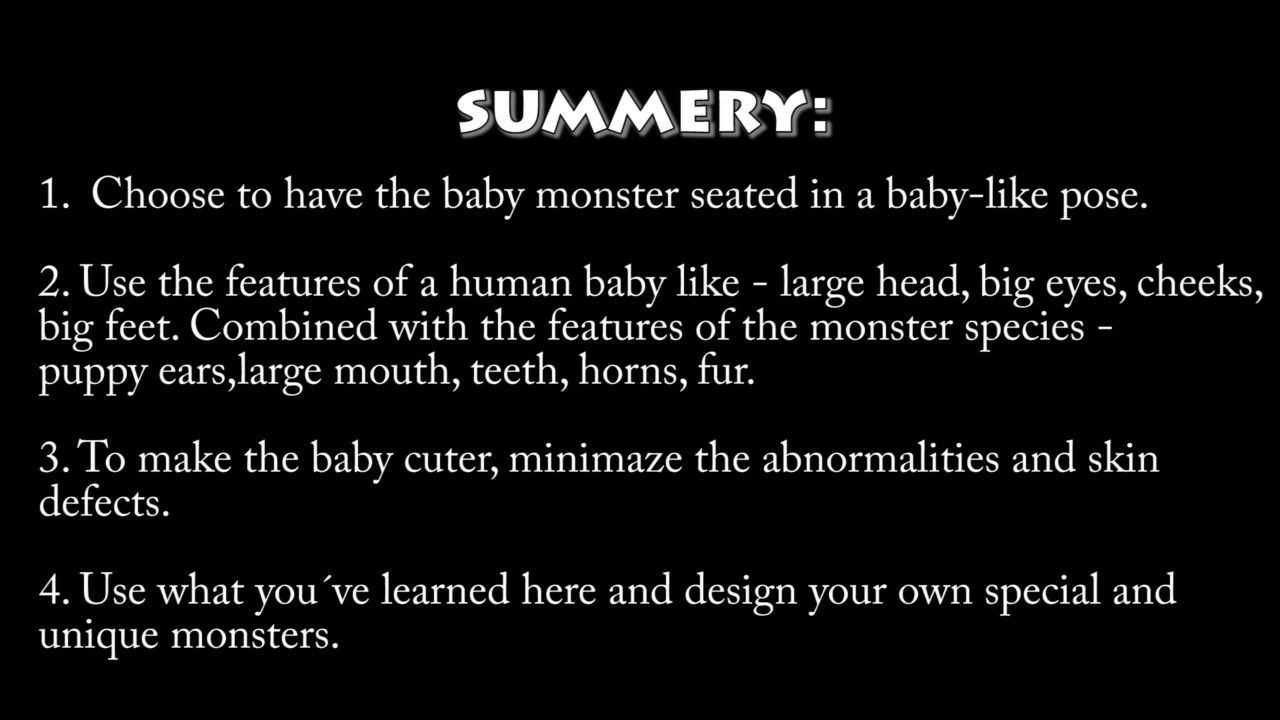 SUMMERY:
1. Choose to have the baby monster seated in a baby-like pose.
2. Use the features of a human baby like - large head, big eyes, cheeks,
big feet. Combined with the features of the monster species -
puppy ears,large mouth, teeth, horns, fur.
3. To make the baby cuter, minimaze the abnormalities and skin
defects.
4. Use what you´ve learned here and design your own special and
unique monsters.